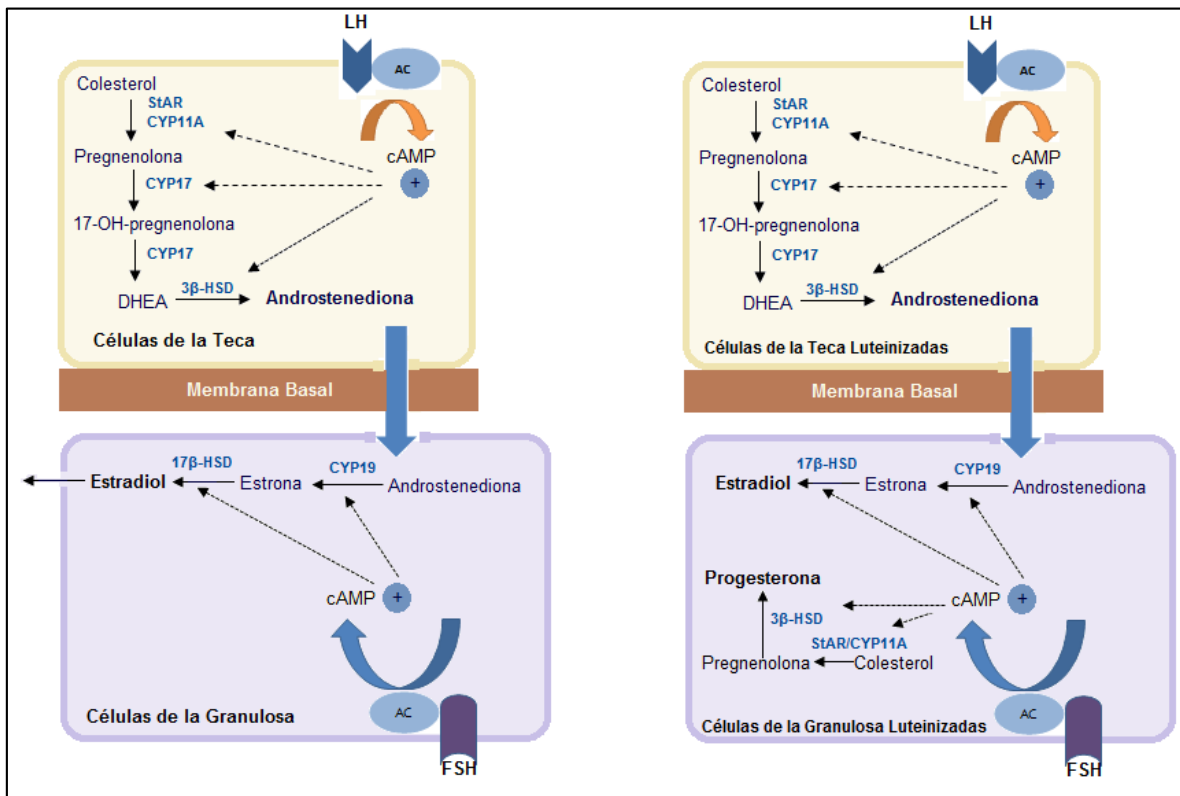 LH
AC
Colesterol
StAR
CYP11A
cAMP
+
Pregnenolona
CYP17
17-OH-pregnenolona
CYP17
DHEA
3β-HSD
Androstenediona
Células de la Teca
Membrana Basal
17β-HSD
CYP19
Estradiol
Estrona
Androstenediona
cAMP
+
Células de la Granulosa
AC
FSH
LH
AC
Colesterol
StAR
CYP11A
cAMP
+
Pregnenolona
CYP17
17-OH-pregnenolona
CYP17
DHEA
3β-HSD
Androstenediona
Células de la Teca Luteinizadas
Membrana Basal
17β-HSD
CYP19
Estradiol
Estrona
Androstenediona
Progesterona
cAMP
+
3β-HSD
StAR/CYP11A
Pregnenolona
Colesterol
Células de la Granulosa Luteinizadas
AC
FSH